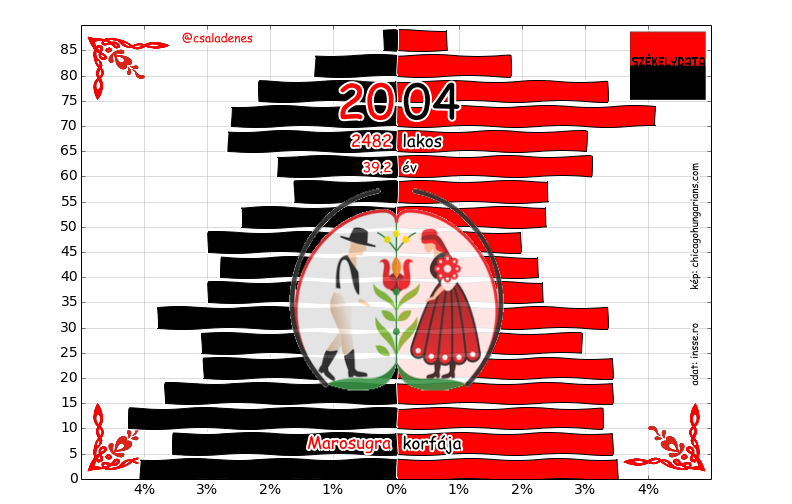 @csaladenes
SZÉKELYDATA
2004
2482 lakos
39.2 év
kép: chicagohungarians.com
adat: insse.ro
Marosugra korfája
85
80
75
70
65
60
55
50
45
40
35
30
25
20
15
10
5
0
4% 3% 2% 1% 0% 1% 2% 3% 4%